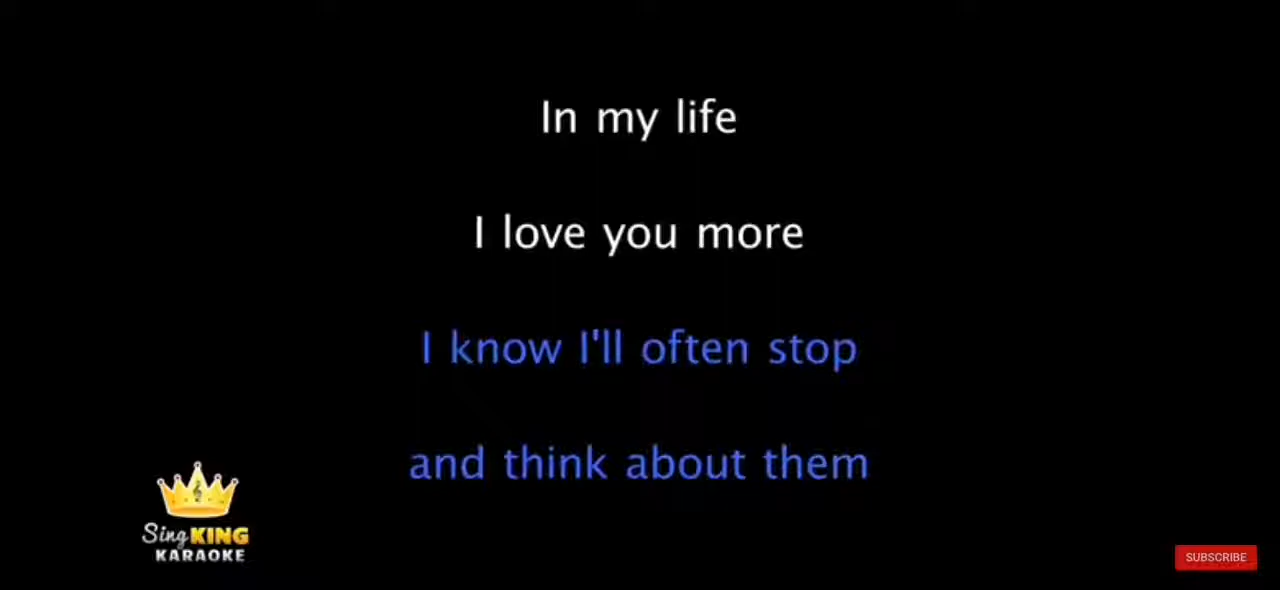 In my life
I love you more
I know I'll often stop
and think about them
Sing KING
KARAOKE
SUBSCRIBE